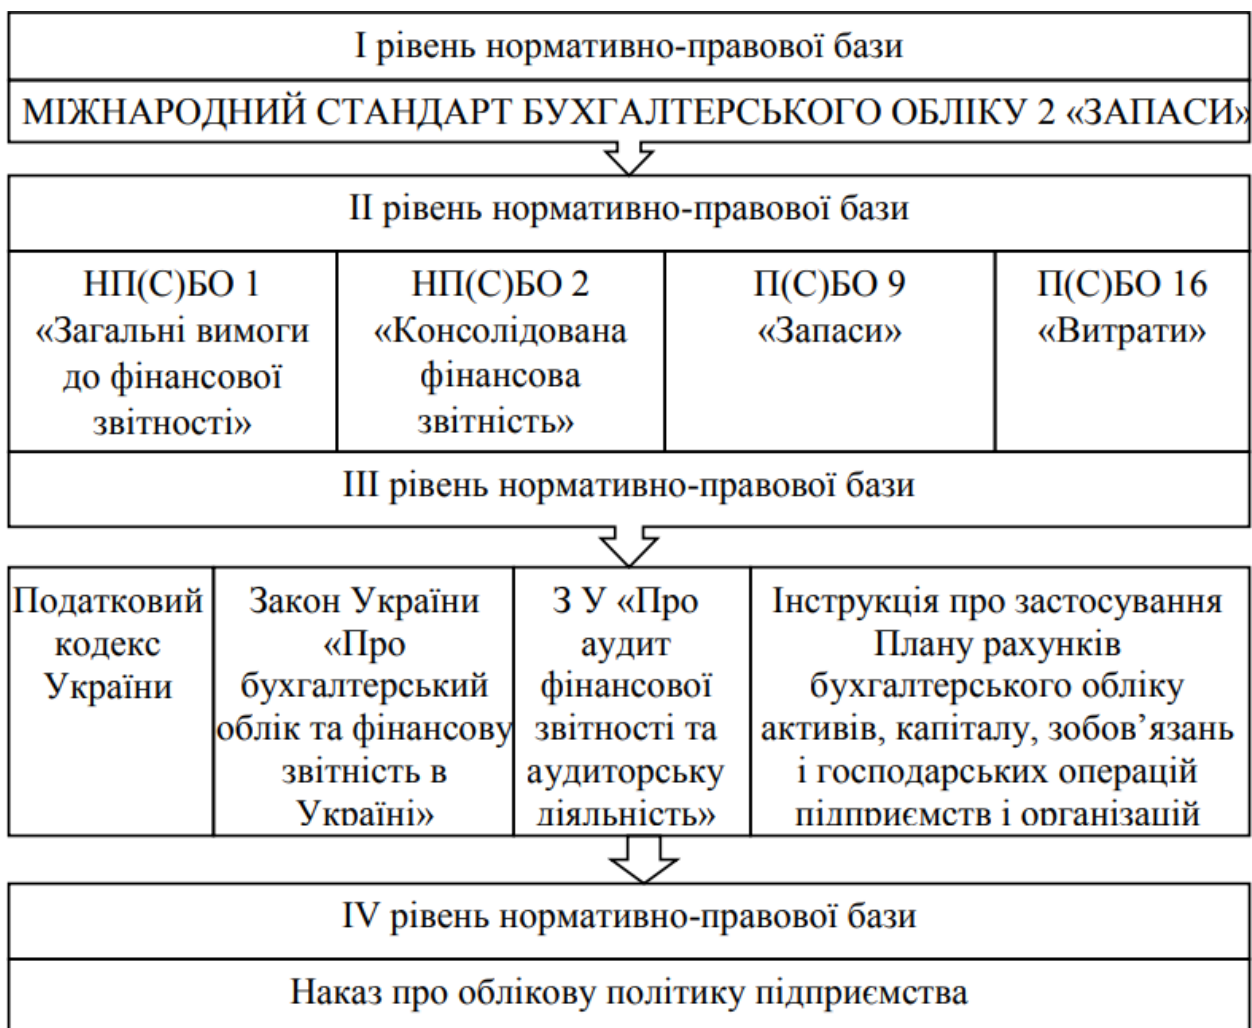 І рівень нормативно-правової бази
МІЖНАРОДНИЙ СТАНДАРТ БУХГАЛТЕРСЬКОГО ОБЛІКУ 2 «ЗАПАСИ»
ІІ рівень нормативно-правової бази
НП(С)БО 1
«Загальні вимоги
до фінансової
звітності»
НП(С)БО 2
«Консолідована
фінансова
звітність»
П(С)БО 9
«Запаси»
П(С)БО 16
«Витрати»
ІІІ рівень нормативно-правової бази
Податковий
кодекс
України
Закон України
«Про
бухгалтерський
облік та фінансову
звітність в
Україні»
З У «Про
аудит
фінансової
звітності та
аудиторську
діяльність»
Інструкція про застосування
Плану рахунків
бухгалтерського обліку
активів, капіталу, зобов’язань
і господарських операцій
підприємств і організацій
IV рівень нормативно-правової бази
Наказ про облікову політику підприємства